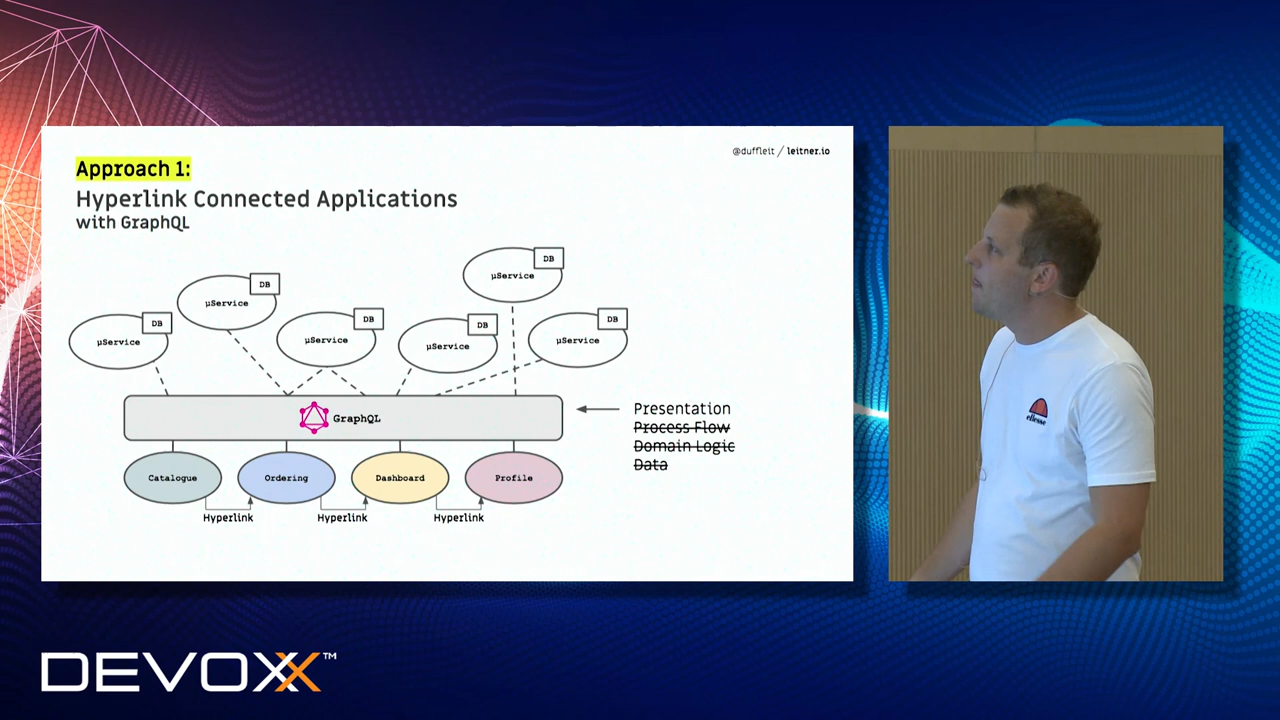 @duffleit / leitner.io
Approach 1:
Hyperlink Connected Applications
with GraphQL
DB
µService
DB
µService
DB
µService
DB
µService
DB
µService
DB
µService
GraphQL
Presentation
Process Flow
Domain Logic
Data
Catalogue
Ordering
Dashboard
Profile
Hyperlink
Hyperlink
Hyperlink
ellesse
DEVOXX™